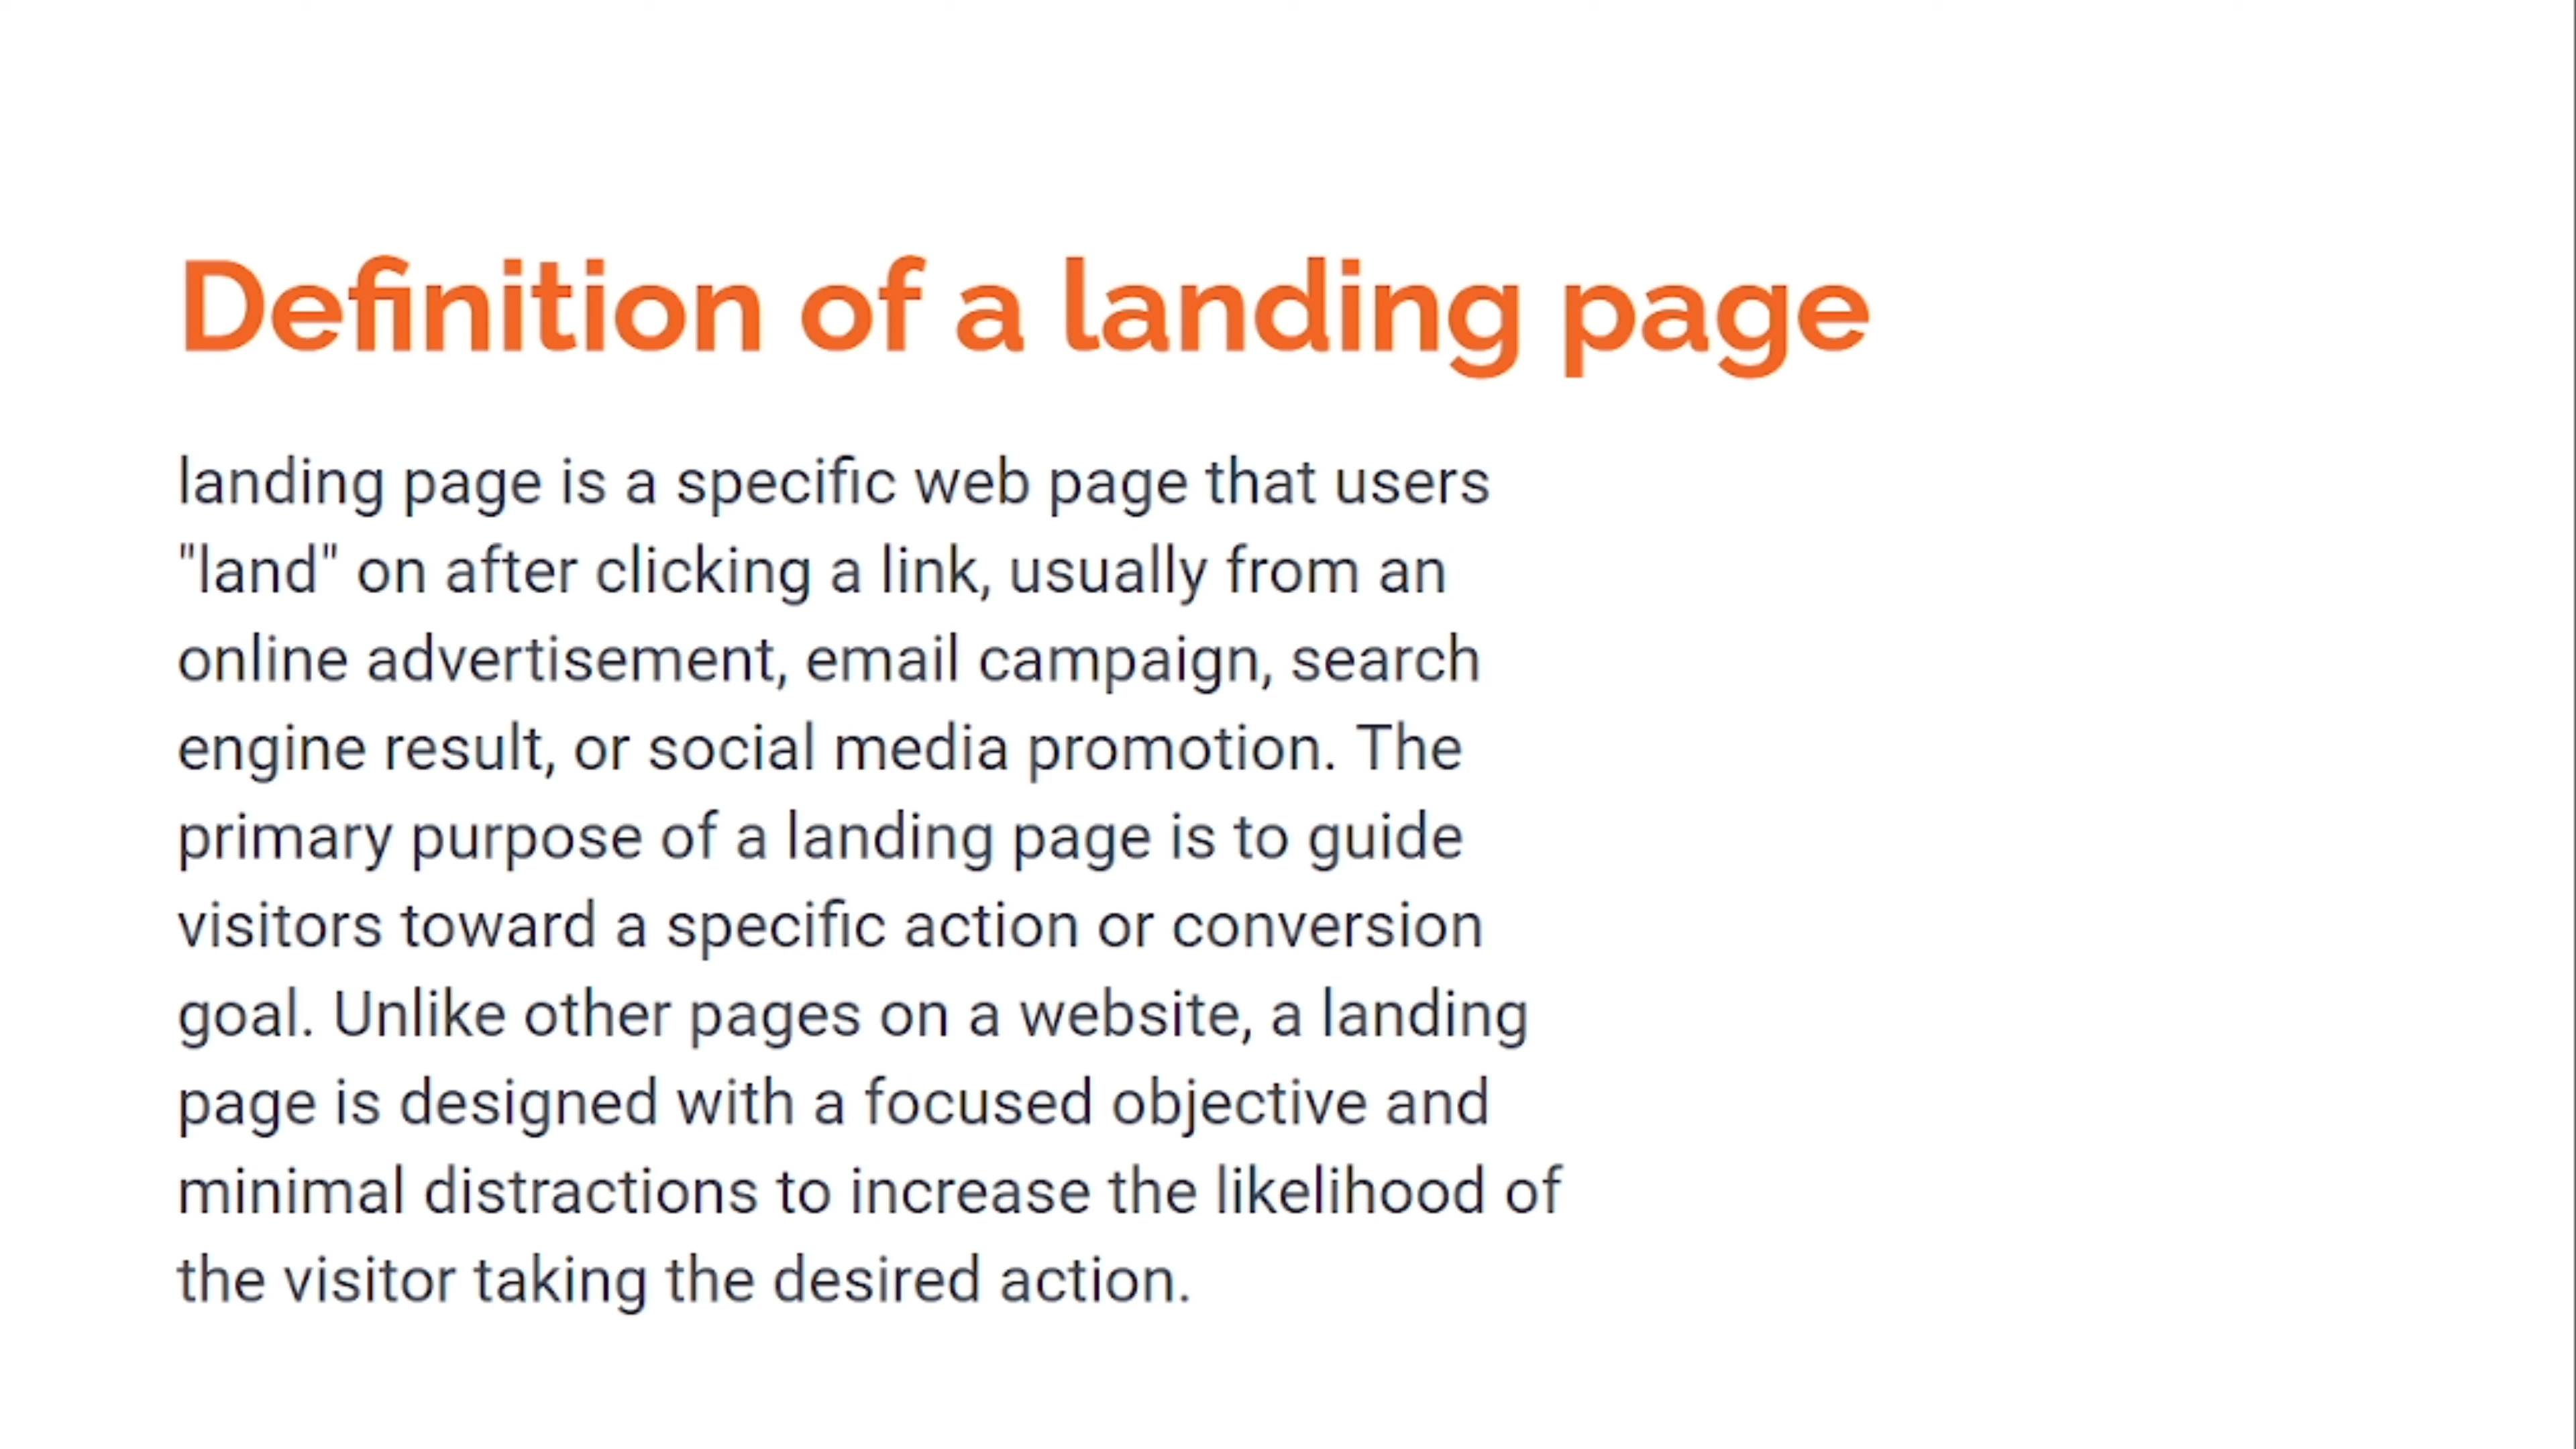 Definition of a landing page
landing page is a specific web page that users
"land" on after clicking a link, usually from an
online advertisement, email campaign, search
engine result, or social media promotion. The
primary purpose of a landing page is to guide
visitors toward a specific action or conversion
goal. Unlike other pages on a website, a landing
page is designed with a focused objective and
minimal distractions to increase the likelihood of
the visitor taking the desired action.